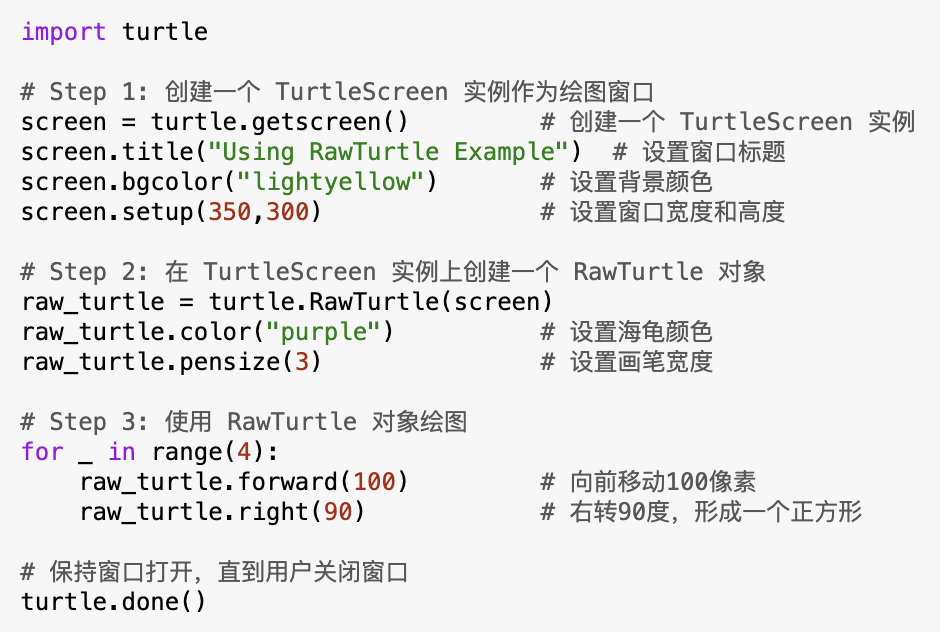 import turtle

# Step 1: 创建一个 TurtleScreen 实例作为绘图窗口
screen = turtle.getscreen()         # 创建一个 TurtleScreen 实例
screen.title("Using RawTurtle Example")  # 设置窗口标题
screen.bgcolor("lightyellow")       # 设置背景颜色
screen.setup(350,300)               # 设置窗口宽度和高度

# Step 2: 在 TurtleScreen 实例上创建一个 RawTurtle 对象
raw_turtle = turtle.RawTurtle(screen)
raw_turtle.color("purple")          # 设置海龟颜色
raw_turtle.pensize(3)               # 设置画笔宽度

# Step 3: 使用 RawTurtle 对象绘图
for _ in range(4):
    raw_turtle.forward(100)         # 向前移动100像素
    raw_turtle.right(90)            # 右转90度，形成一个正方形

# 保持窗口打开，直到用户关闭窗口
turtle.done()